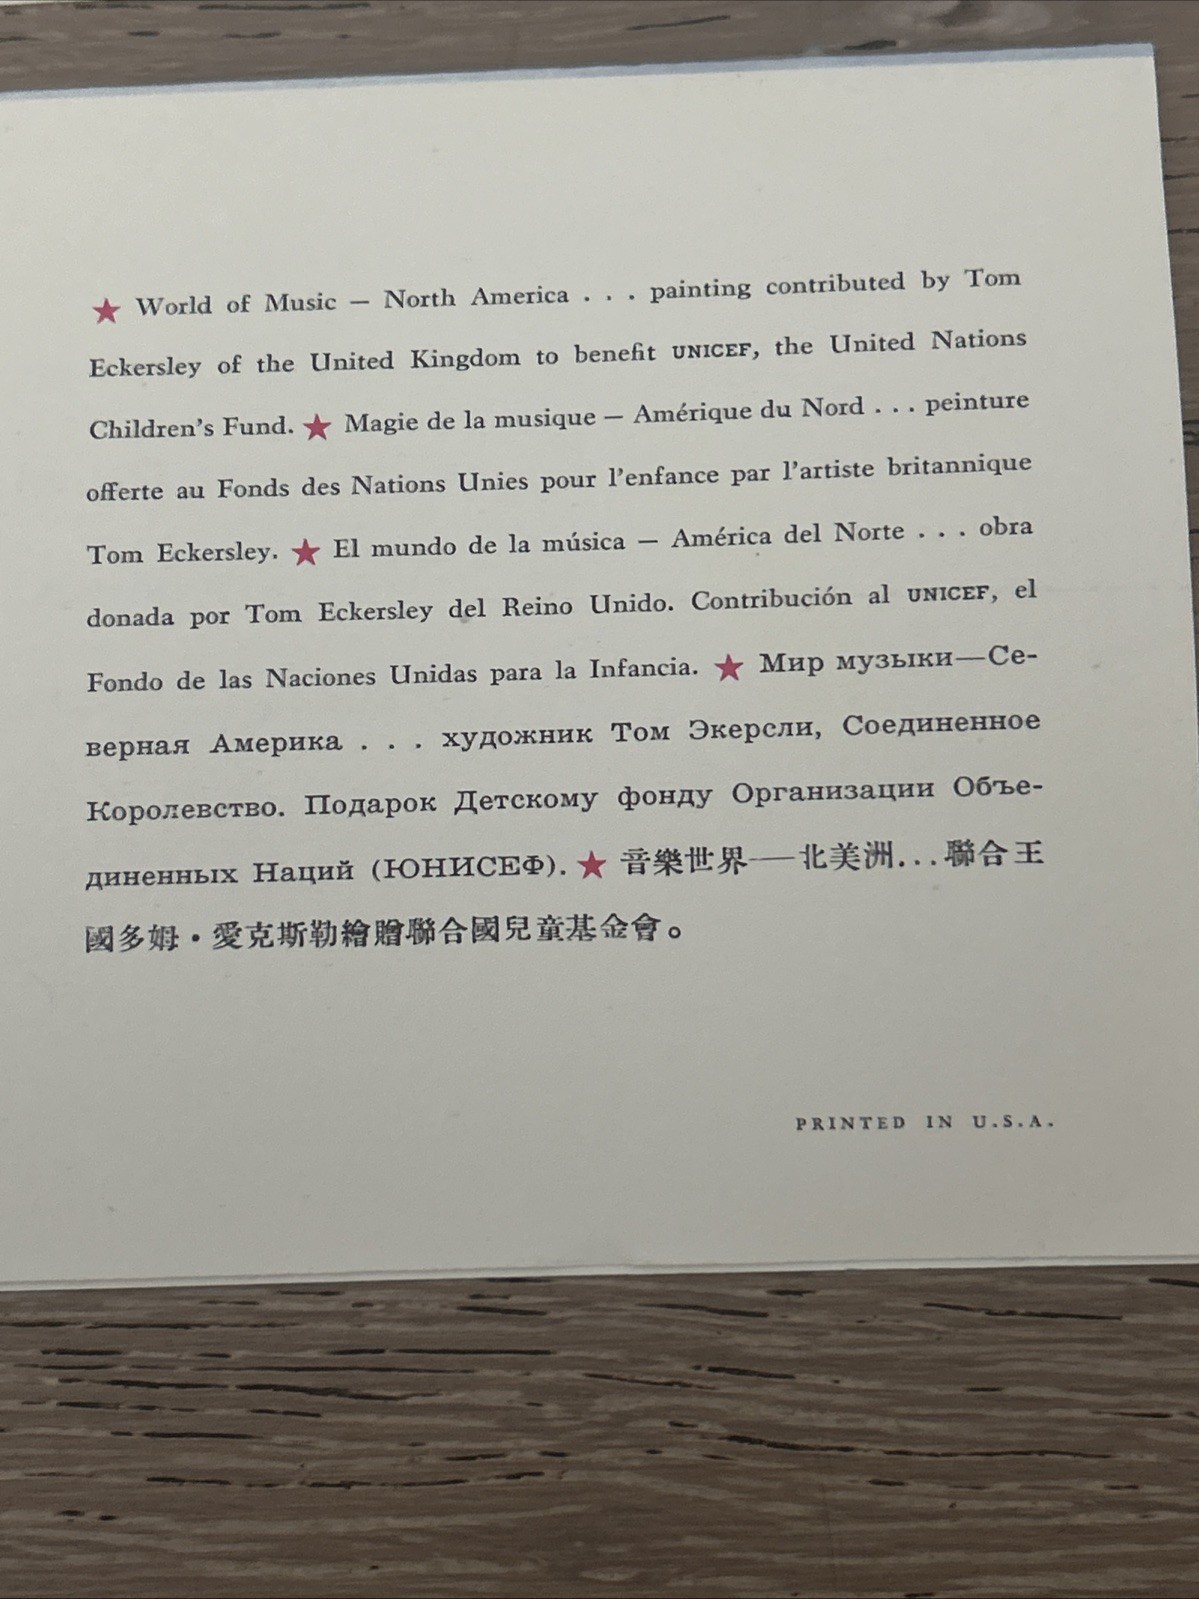 ★ World of Music — North America . . . painting contributed by Tom
Eckersley of the United Kingdom to benefit UNICEF, the United Nations
Children's Fund. ★ Magie de la musique — Amérique du Nord . . . peinture
offerte au Fonds des Nations Unies pour l'enfance par l'artiste britannique
Tom Eckersley. ★ El mundo de la música — América del Norte . . . obra
donada por Tom Eckersley del Reino Unido. Contribución al UNICEF, el
Fondo de las Naciones Unidas para la Infancia. ★ Мир музыки—Се-
верная Америка . . . художник Том Экерсли, Соединенное
Королевство. Подарок Детскому фонду Организации Объе-
диненных Наций (ЮНИСЕФ). ★ 音樂世界——北美洲...聯合王
國多姆・愛克斯勒繪贈聯合國兒童基金會。
PRINTED IN U.S.A.